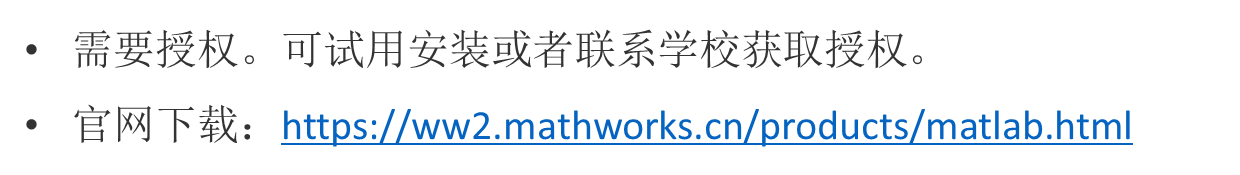 • 需要授权。可试用安装或者联系学校获取授权。
• 官网下载：https://ww2.mathworks.cn/products/matlab.html